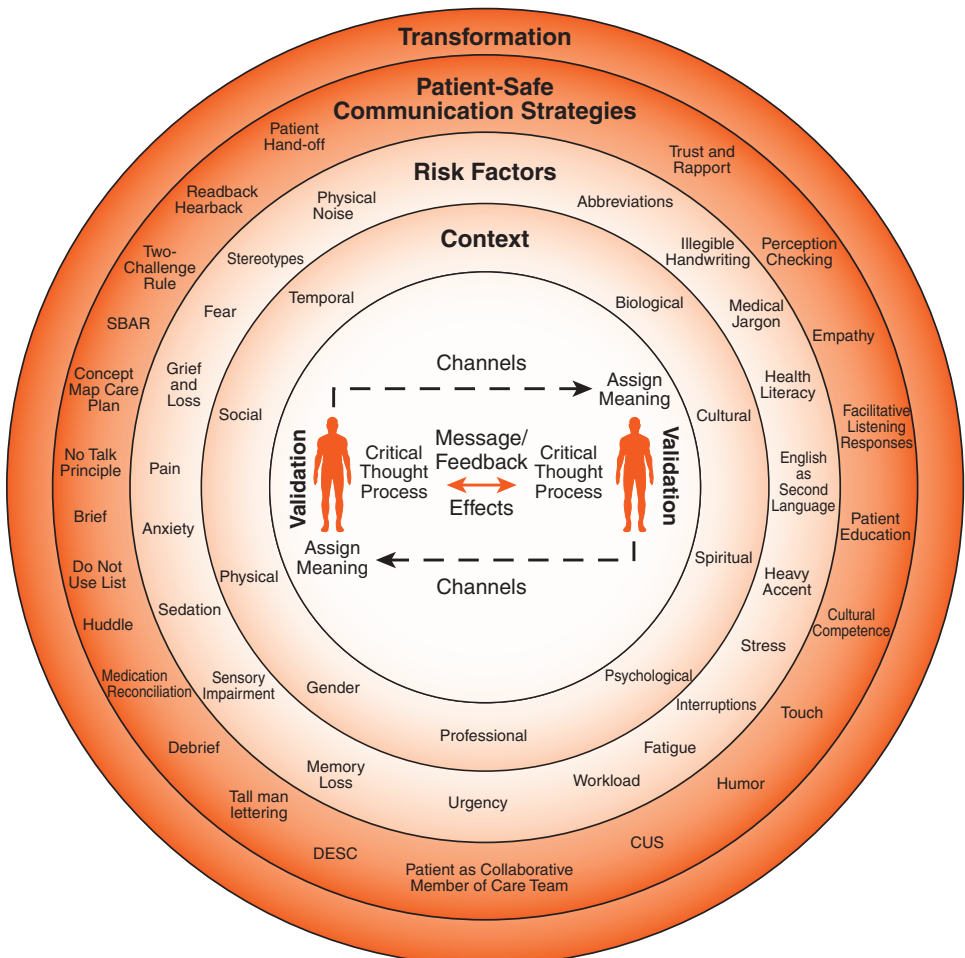 Transformation
Patient-Safe
Communication Strategies
Patient
Hand-off
Trust and
Rapport
Readback
Hearback
Perception
Checking
Two-
Challenge
Rule
Empathy
SBAR
Facilitative
Listening
Responses
Concept
Map Care
Plan
Patient
Education
No Talk
Principle
Cultural
Competence
Brief
Touch
Do Not
Use List
Humor
Huddle
CUS
Medication
Reconciliation
Patient as Collaborative
Member of Care Team
Debrief
DESC
Tall man
lettering
Risk Factors
Physical
Noise
Abbreviations
Stereotypes
Illegible
Handwriting
Fear
Medical
Jargon
Grief
and
Loss
Health
Literacy
Pain
English
as
Second
Language
Anxiety
Heavy
Accent
Sedation
Stress
Sensory
Impairment
Interruptions
Memory
Loss
Fatigue
Urgency
Workload
Context
Temporal
Biological
Social
Cultural
Physical
Spiritual
Gender
Psychological
Professional
Channels
Assign
Meaning
Validation
Critical
Thought
Process
Message/
Feedback
Effects
Critical
Thought
Process
Validation
Assign
Meaning
Channels